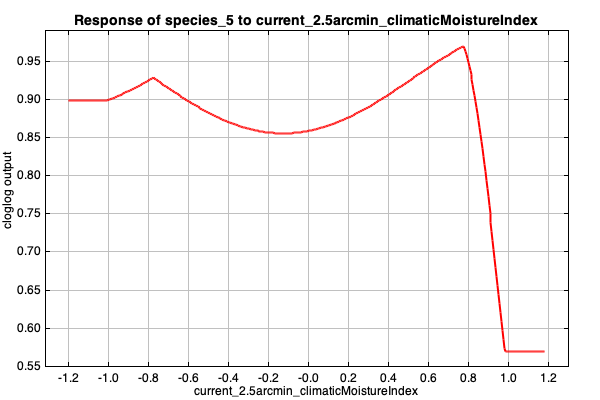 Response of species_5 to current_2.5arcmin_climaticMoistureIndex
cloglog output
0.95
0.90
0.85
0.80
0.75
0.70
0.65
0.60
0.55
-1.2 -1.0 -0.8 -0.6 -0.4 -0.2 -0.0 0.2 0.4 0.6 0.8 1.0 1.2
current_2.5arcmin_climaticMoistureIndex